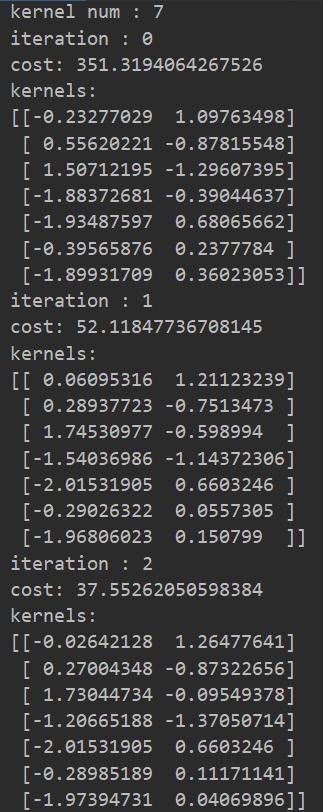 kernel num : 7
iteration : 0
cost: 351.3194064267526
kernels:
[[-0.23277029  1.09763498]
 [ 0.55620221 -0.87815548]
 [ 1.50712195 -1.29607395]
 [-1.88372681 -0.39044637]
 [-1.93487597  0.68065662]
 [-0.39565876  0.2377784 ]
 [-1.89931709  0.36023053]]
iteration : 1
cost: 52.11847736708145
kernels:
[[ 0.06095316  1.21123239]
 [ 0.28937723 -0.7513473 ]
 [ 1.74530977 -0.598994  ]
 [-1.54036986 -1.14372306]
 [-2.01531905  0.6603246 ]
 [-0.29026322  0.0557305 ]
 [-1.96806023  0.150799  ]]
iteration : 2
cost: 37.55262050598384
kernels:
[[-0.02642128  1.26477641]
 [ 0.27004348 -0.87322656]
 [ 1.73044734 -0.09549378]
 [-1.20665188 -1.37050714]
 [-2.01531905  0.6603246 ]
 [-0.28985189  0.11171141]
 [-1.97394731  0.04069896]]